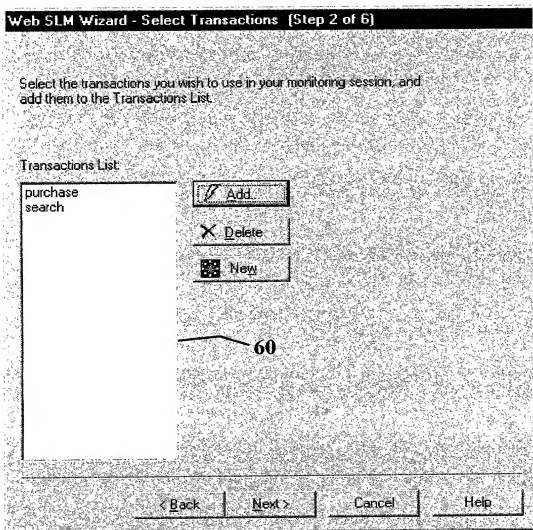 Web SLM Wizard - Select Transactions (Step 2 of 6)
Select the transactions you wish to use in your monitoring session, and
add them to the Transactions List.
Transactions List:
purchase
search
Add...
Delete
New
60
< Back
Next >
Cancel
Help